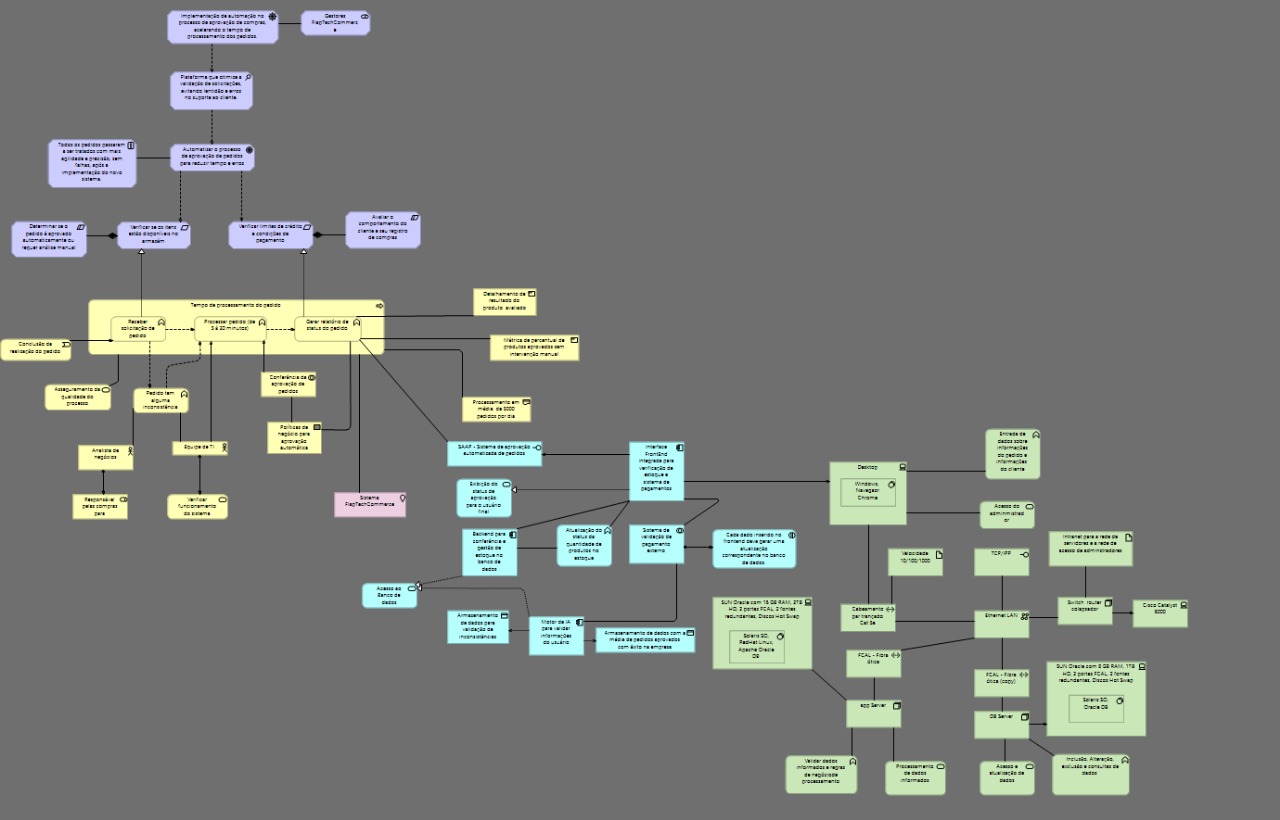 Implementação de automação no
processo de aprovação de compras,
acelerando o tempo de
processamento dos pedidos.
Gestores
FiapTechCommerc
e
Plataforma que otimiza a
validação de solicitações,
evitando lentidão e erros
no suporte ao cliente.
Todos os pedidos passaram
a ser tratados com mais
agilidade e precisão, sem
falhas, após a
implementação do novo
sistema.
Automatizar o processo
de aprovação de pedidos
para reduzir tempo e erros
Determinar se o
pedido é aprovado
automaticamente ou
requer análise manual
Verificar se os itens
estão disponíveis no
armazém
Verificar limites de crédito
e condições de
pagamento
Avaliar o
comportamento do
cliente e seu registro
de compras
Tempo de processamento do pedido
Receber
solicitação de
pedido
Processar pedido (de
5 a 30 minutos)
Gerar relatório de
status do pedido
Detalhamento de
resultado do
produto avaliado
Conclusão da
realização do pedido
Métrica de percentual de
produtos aprovados sem
intervenção manual
Asseguramento da
qualidade do
processo
Pedido tem
alguma
inconsistência
Conferência da
aprovação de
pedidos
Processamento em
média de 5000
pedidos por dia
Analista de
negócios
Equipe de TI
Políticas de
negócio para
aprovação
automática
Responsável
pelas compras
para
Verificar
funcionamento
do sistema
Sistema
FiapTechCommerce
SAAP - Sistema de aprovação
automatizada de pedidos
Interface
FrontEnd
integrada para
verificação de
estoque e
sistema de
pagamentos
Exibição do
status de
aprovação
para o usuário
final
Backend para
conferência e
gestão de
estoque no
banco de
dados
Atualização do
status de
quantidade de
produtos no
estoque
Sistema de
validação de
pagamento
externo
Cada dado inserido no
frontend deve gerar uma
atualização
correspondente no banco
de dados
Acesso ao
Banco de
dados
Armazenamento
de dados para
validação de
inconsistências
Motor de IA
para validar
informações
do usuário
Armazenamento de dados com a
média de pedidos aprovados
com êxito na empresa
Desktop
Windows,
Navegador
Chrome
Entrada de
dados sobre
informações
do pedido e
informações
do cliente
Acesso do
administrad
or
Velocidade
10/100/1000
TCP/IPP
Intranet para a rede de
servidores e a rede de
acesso de administradores
SUN Oracle com 16 GB RAM, 2TB
HD, 2 portas FCAL, 2 fontes
redundantes, Discos Hot Swap
Solaris SO,
RedHat Linux,
Apache Oracle
DB
Cabeamento
par trançado
Cat 5e
Ethernet LAN
Switch router
colapsador
Cisco Catalyst
6000
FCAL - Fibra
ótica
FCAL - Fibra
ótica (copy)
SUN Oracle com 8 GB RAM, 1TB
HD, 2 portas FCAL, 2 fontes
redundantes, Discos Hot Swap
Solaris SO,
Oracle DB
App Server
DB Server
Validar dados
informados e regras
de negócio de
processamento
Processamento
de dados
informados
Acesso e
atualização de
dados
Inclusão, Alteração,
exclusão e consultas de
dados